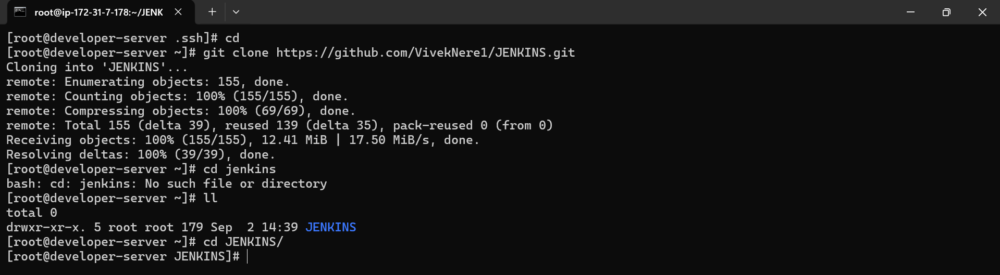 root@ip-172-31-7-178:~/JENK
[root@developer-server .ssh]# cd
[root@developer-server ~]# git clone https://github.com/VivekNere1/JENKINS.git
Cloning into 'JENKINS'...
remote: Enumerating objects: 155, done.
remote: Counting objects: 100% (155/155), done.
remote: Compressing objects: 100% (69/69), done.
remote: Total 155 (delta 39), reused 139 (delta 35), pack-reused 0 (from 0)
Receiving objects: 100% (155/155), 12.41 MiB | 17.50 MiB/s, done.
Resolving deltas: 100% (39/39), done.
[root@developer-server ~]# cd jenkins
bash: cd: jenkins: No such file or directory
[root@developer-server ~]# ll
total 0
drwxr-xr-x. 5 root root 179 Sep  2 14:39 JENKINS
[root@developer-server ~]# cd JENKINS/
[root@developer-server JENKINS]#